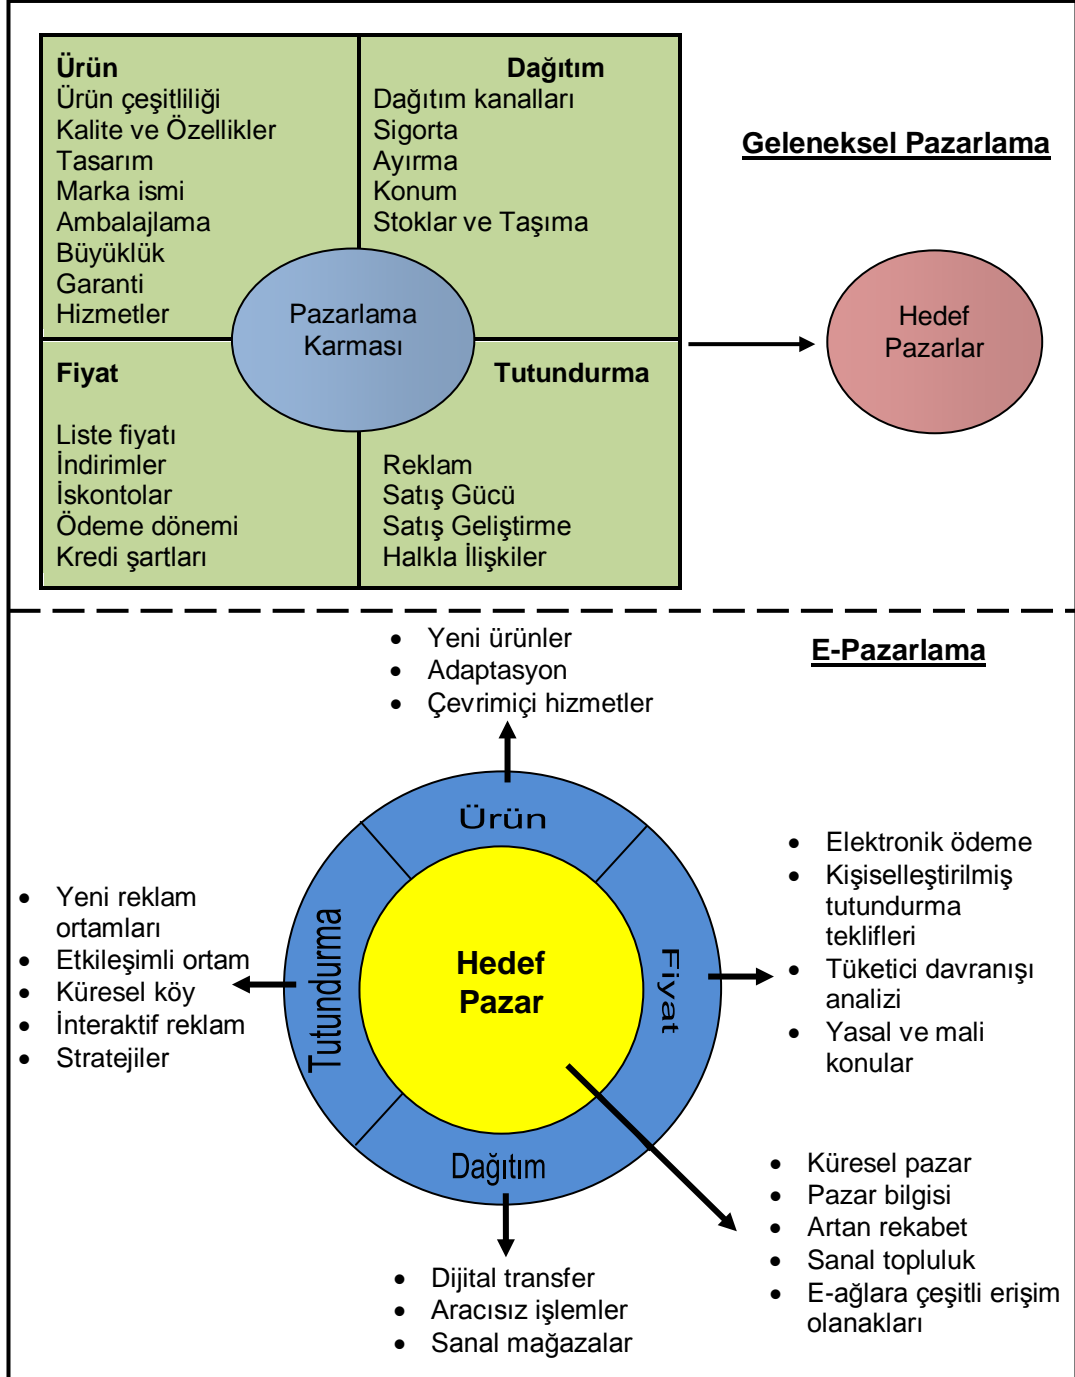 Ürün
Ürün çeşitliliği
Kalite ve Özellikler
Tasarım
Marka ismi
Ambalajlama
Büyüklük
Garanti
Hizmetler
Dağıtım
Dağıtım kanalları
Sigorta
Ayırma
Konum
Stoklar ve Taşıma
Pazarlama
Karması
Fiyat
Liste fiyatı
İndirimler
İskontolar
Ödeme dönemi
Kredi şartları
Tutundurma
Reklam
Satış Gücü
Satış Geliştirme
Halkla İlişkiler
Geleneksel Pazarlama
Hedef
Pazarlar
E-Pazarlama
• Yeni ürünler
• Adaptasyon
• Çevrimiçi hizmetler
Ürün
• Yeni reklam
ortamları
• Etkileşimli ortam
• Küresel köy
• İnteraktif reklam
• Stratejiler
Tutundurma
Hedef
Pazar
Fiyat
• Elektronik ödeme
• Kişiselleştirilmiş
tutundurma
teklifleri
• Tüketici davranışı
analizi
• Yasal ve mali
konular
Dağıtım
• Dijital transfer
• Aracısız işlemler
• Sanal mağazalar
• Küresel pazar
• Pazar bilgisi
• Artan rekabet
• Sanal topluluk
• E-ağlara çeşitli erişim
olanakları